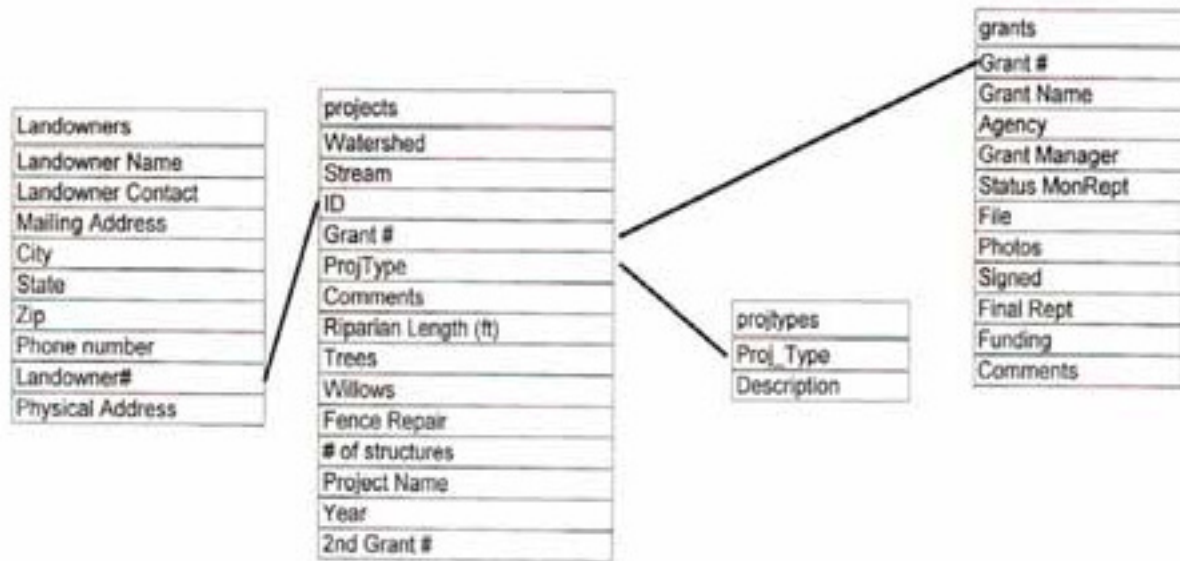 Landowners
Landowner Name
Landowner Contact
Mailing Address
City
State
Zip
Phone number
Landowner#
Physical Address
projects
Watershed
Stream
ID
Grant #
ProjType
Comments
Riparian Length (ft)
Trees
Willows
Fence Repair
# of structures
Project Name
Year
2nd Grant #
projtypes
Proj_Type
Description
grants
Grant #
Grant Name
Agency
Grant Manager
Status MonRept
File
Photos
Signed
Final Rept
Funding
Comments